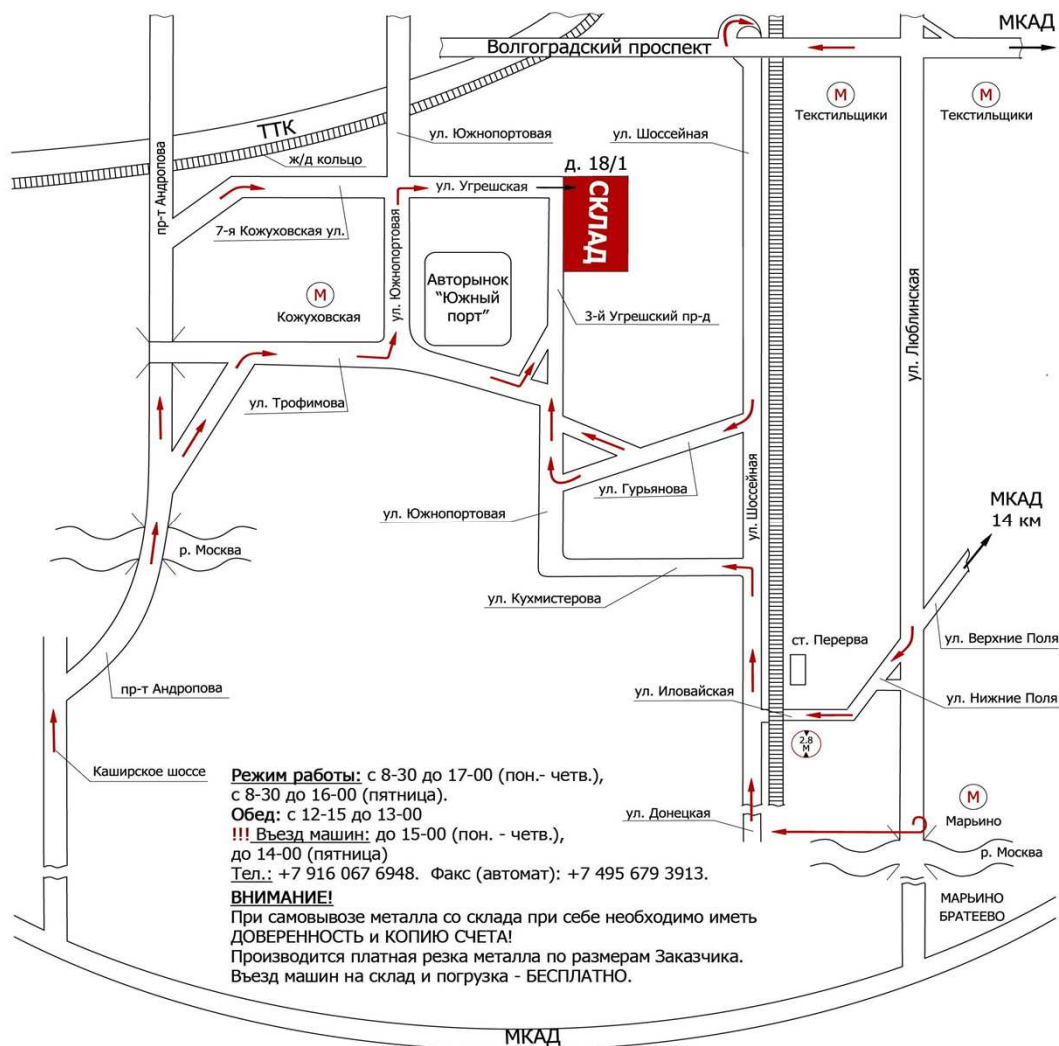 МКАД
Волгоградский проспект
М
Текстильщики
М
Текстильщики
ТТК
ул. Южнопортовая
ул. Шоссейная
ж/д кольцо
д. 18/1
пр-т Андропова
ул. Угрешская
СКЛАД
7-я Кожуховская ул.
ул. Южнопортовая
Авторынок
“Южный
порт”
М
Кожуховская
3-й Угрешский пр-д
ул. Люблинская
ул. Трофимова
ул. Гурьянова
ул. Шоссейная
МКАД
14 км
ул. Южнопортовая
р. Москва
ул. Кухмистерова
ст. Перерва
ул. Верхние Поля
пр-т Андропова
ул. Иловайская
ул. Нижние Поля
2.8
М
Каширское шоссе
Режим работы: с 8-30 до 17-00 (пон.- четв.),
с 8-30 до 16-00 (пятница).
Обед: с 12-15 до 13-00
!!! Въезд машин: до 15-00 (пон. - четв.),
до 14-00 (пятница)
Тел.: +7 916 067 6948. Факс (автомат): +7 495 679 3913.
ВНИМАНИЕ!
При самовывозе металла со склада при себе необходимо иметь
ДОВЕРЕННОСТЬ и КОПИЮ СЧЕТА!
Производится платная резка металла по размерам Заказчика.
Въезд машин на склад и погрузка - БЕСПЛАТНО.
ул. Донецкая
М
Марьино
р. Москва
МАРЬИНО
БРАТЕЕВО
МКАД